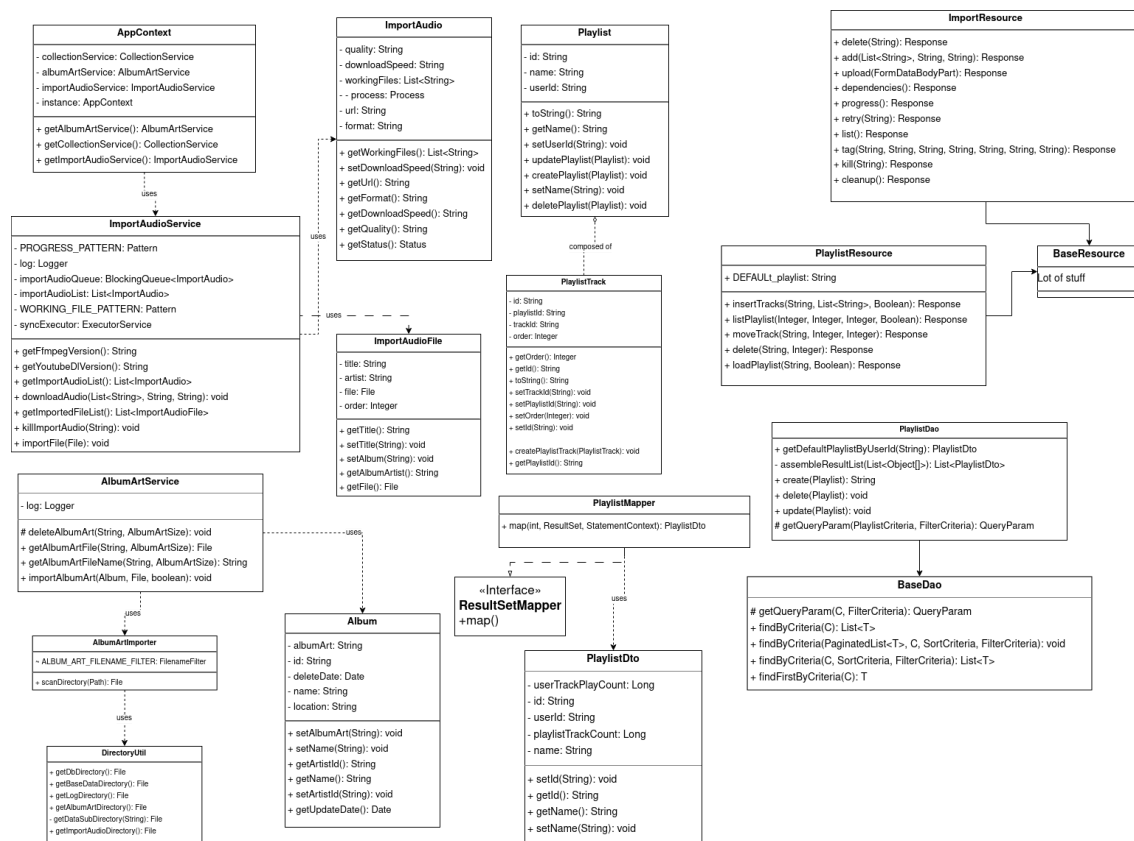 AppContext
- collectionService: CollectionService
- albumArtService: AlbumArtService
- importAudioService: ImportAudioService
- instance: AppContext
+ getAlbumArtService(): AlbumArtService
+ getCollectionService(): CollectionService
+ getImportAudioService(): ImportAudioService
uses
ImportAudioService
- PROGRESS_PATTERN: Pattern
- log: Logger
- importAudioQueue: BlockingQueue<ImportAudio>
- importAudioList: List<ImportAudio>
- WORKING_FILE_PATTERN: Pattern
- syncExecutor: ExecutorService
+ getFfmpegVersion(): String
+ getYoutubeDlVersion(): String
+ getImportAudioList(): List<ImportAudio>
+ downloadAudio(List<String>, String, String): void
+ getImportedFileList(): List<ImportAudioFile>
+ killImportAudio(String): void
+ importFile(File): void
uses
uses
ImportAudio
- quality: String
- downloadSpeed: String
- workingFiles: List<String>
- - process: Process
- url: String
- format: String
+ getWorkingFiles(): List<String>
+ setDownloadSpeed(String): void
+ getUrl(): String
+ getFormat(): String
+ getDownloadSpeed(): String
+ getQuality(): String
+ getStatus(): Status
ImportAudioFile
- title: String
- artist: String
- file: File
- order: Integer
+ getTitle(): String
+ setTitle(String): void
+ setAlbum(String): void
+ getAlbumArtist(): String
+ getFile(): File
Playlist
- id: String
- name: String
- userId: String
+ toString(): String
+ getName(): String
+ setUserId(String): void
+ updatePlaylist(Playlist): void
+ createPlaylist(Playlist): void
+ setName(String): void
+ deletePlaylist(Playlist): void
composed of
PlaylistTrack
- id: String
- playlistId: String
- trackId: String
- order: Integer
+ getOrder(): Integer
+ getId(): String
+ toString(): String
+ setTrackId(String): void
+ setPlaylistId(String): void
+ setOrder(Integer): void
+ setId(String): void
+ createPlaylistTrack(PlaylistTrack): void
+ getPlaylistId(): String
ImportResource
+ delete(String): Response
+ add(List<String>, String, String): Response
+ upload(FormDataBodyPart): Response
+ dependencies(): Response
+ progress(): Response
+ retry(String): Response
+ list(): Response
+ tag(String, String, String, String, String, String): Response
+ kill(String): Response
+ cleanup(): Response
PlaylistResource
+ DEFAULt_playlist: String
+ insertTracks(String, List<String>, Boolean): Response
+ listPlaylist(Integer, Integer, Integer, Boolean): Response
+ moveTrack(String, Integer, Integer): Response
+ delete(String, Integer): Response
+ loadPlaylist(String, Boolean): Response
BaseResource
Lot of stuff
AlbumArtService
- log: Logger
# deleteAlbumArt(String, AlbumArtSize): void
+ getAlbumArtFile(String, AlbumArtSize): File
+ getAlbumArtFileName(String, AlbumArtSize): String
+ importAlbumArt(Album, File, boolean): void
uses
uses
AlbumArtImporter
~ ALBUM_ART_FILENAME_FILTER: FilenameFilter
+ scanDirectory(Path): File
uses
DirectoryUtil
+ getDbDirectory(): File
+ getBaseDataDirectory(): File
+ getLogDirectory(): File
+ getAlbumArtDirectory(): File
- getDataSubDirectory(String): File
+ getImportAudioDirectory(): File
Album
- albumArt: String
- id: String
- deleteDate: Date
- name: String
- location: String
+ setAlbumArt(String): void
+ setName(String): void
+ getArtistId(): String
+ getName(): String
+ setArtistId(String): void
+ getUpdateDate(): Date
PlaylistMapper
+ map(int, ResultSet, StatementContext): PlaylistDto
«Interface»
ResultSetMapper
+map()
uses
PlaylistDto
- userTrackPlayCount: Long
- id: String
- userId: String
- playlistTrackCount: Long
- name: String
+ setId(String): void
+ getId(): String
+ getName(): String
+ setName(String): void
PlaylistDao
+ getDefaultPlaylistByUserId(String): PlaylistDto
- assembleResultList(List<Object[]>): List<PlaylistDto>
+ create(Playlist): String
+ delete(Playlist): void
+ update(Playlist): void
# getQueryParam(PlaylistCriteria, FilterCriteria): QueryParam
BaseDao
# getQueryParam(C, FilterCriteria): QueryParam
+ findByCriteria(C): List<T>
+ findByCriteria(PaginatedList<T>, C, SortCriteria, FilterCriteria): void
+ findByCriteria(C, SortCriteria, FilterCriteria): List<T>
+ findFirstByCriteria(C): T